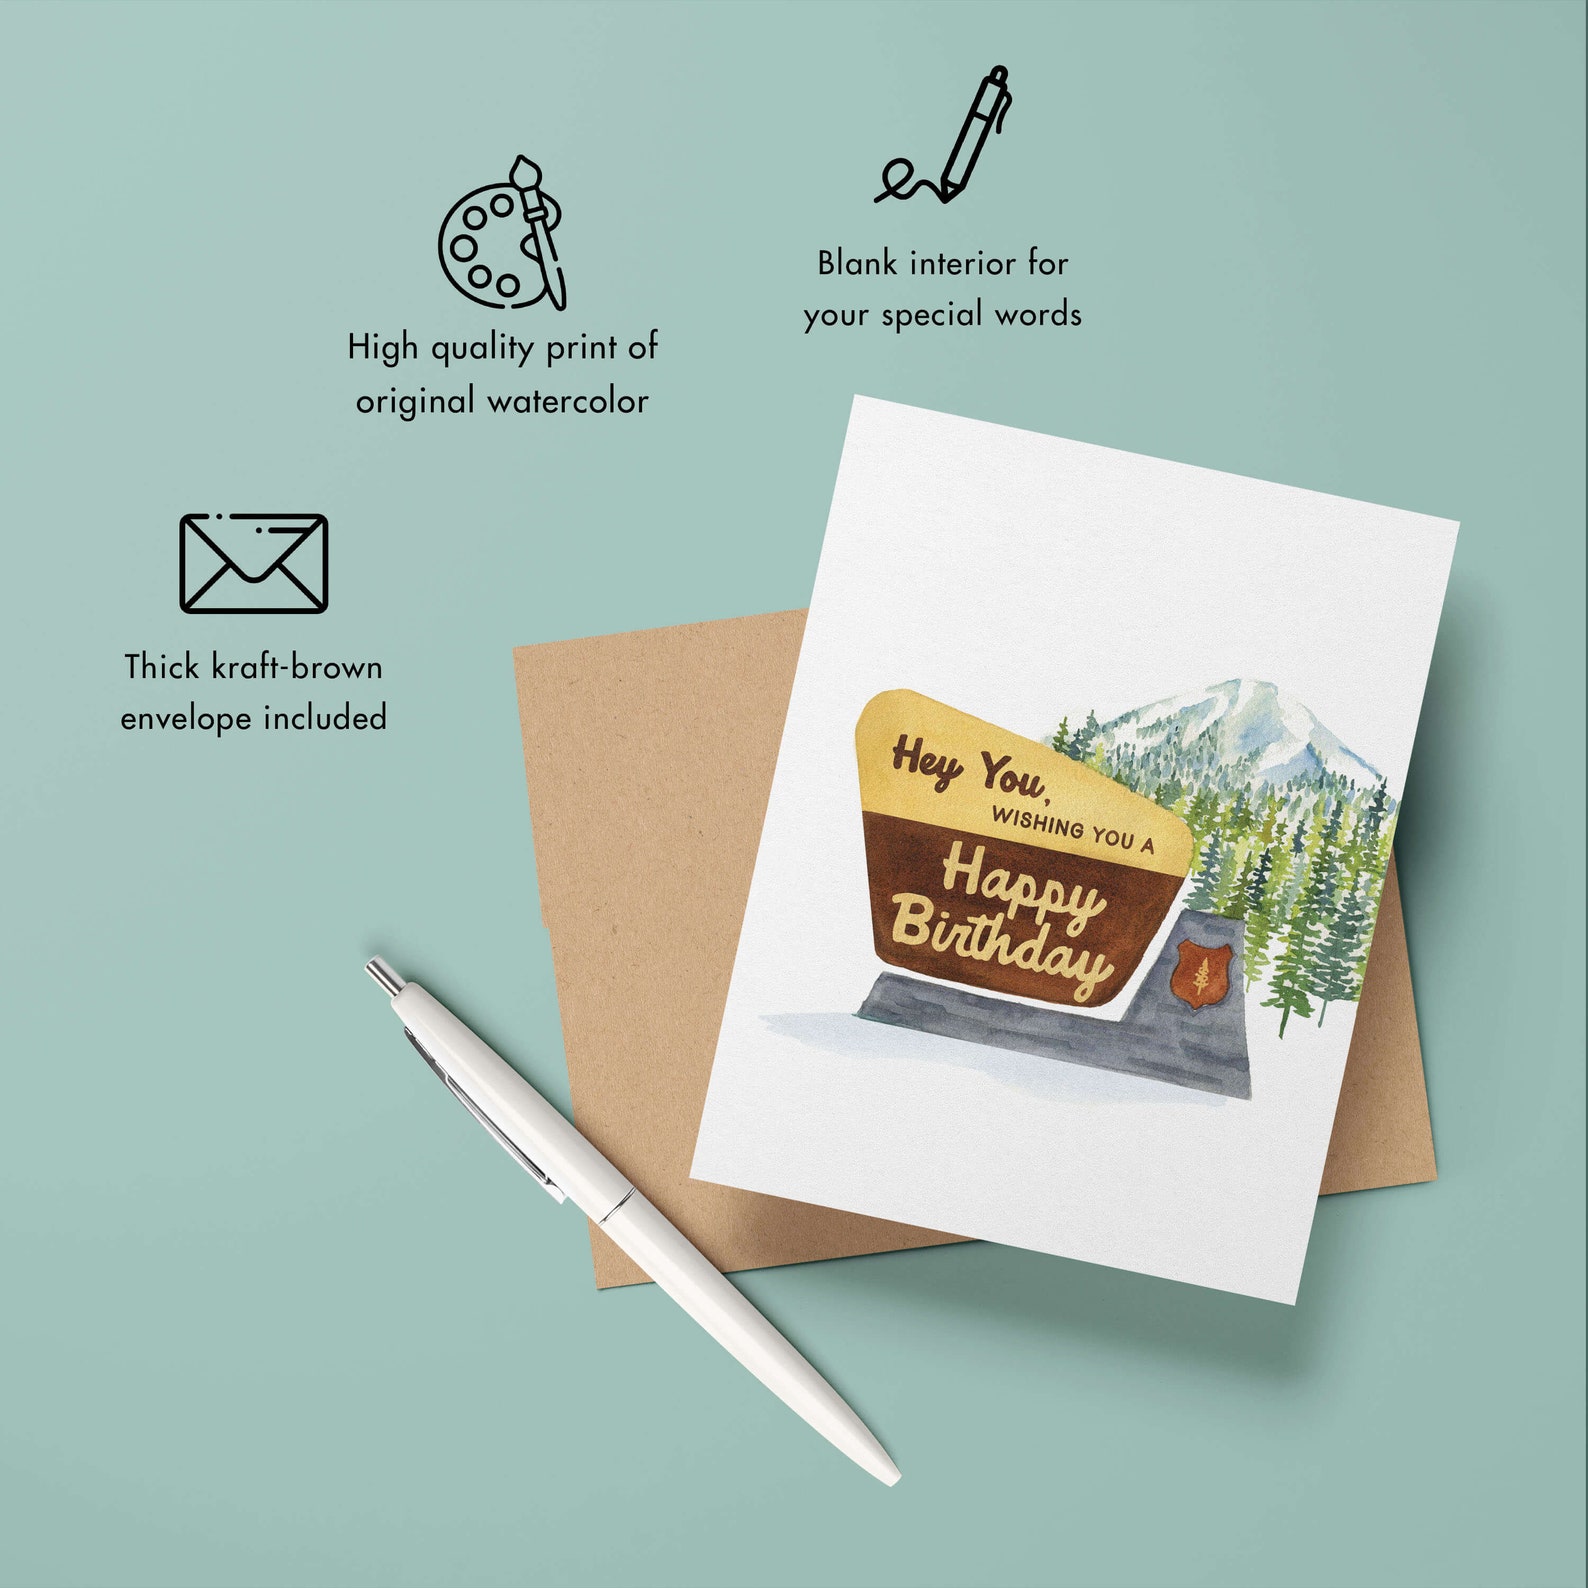 Blank interior for
your special words
High quality print of
original watercolor
Thick kraft-brown
envelope included
Hey You,
WISHING YOU A
Happy
Birthday